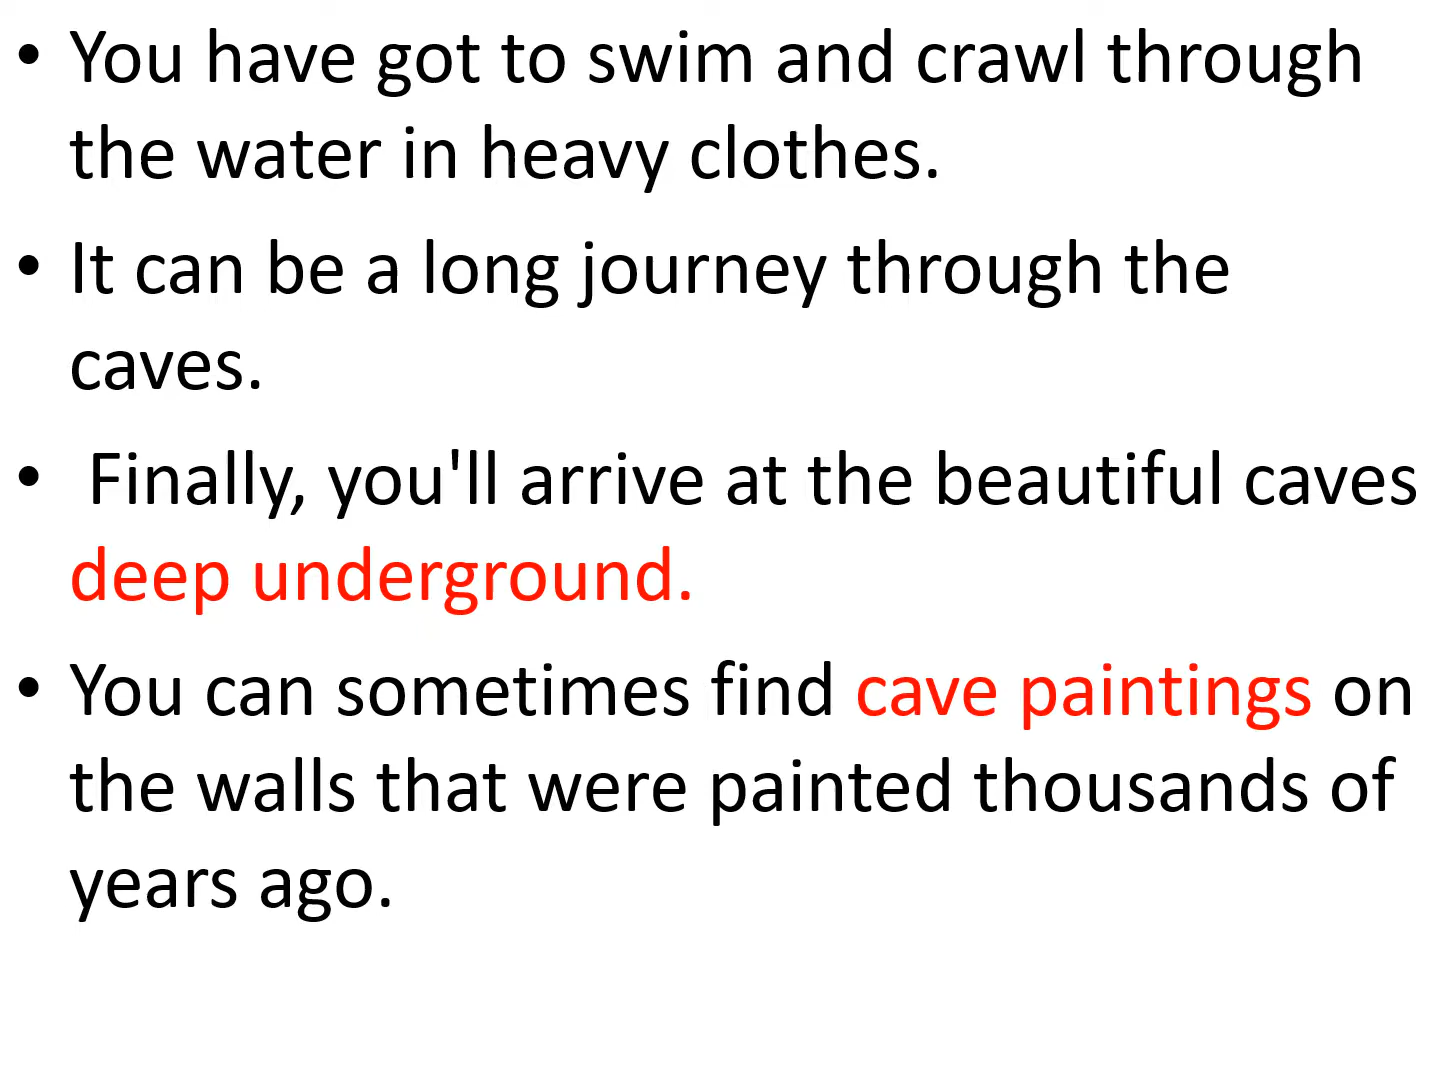 • You have got to swim and crawl through
the water in heavy clothes.
• It can be a long journey through the
caves.
• Finally, you'll arrive at the beautiful caves
deep underground.
• You can sometimes find cave paintings on
the walls that were painted thousands of
years ago.